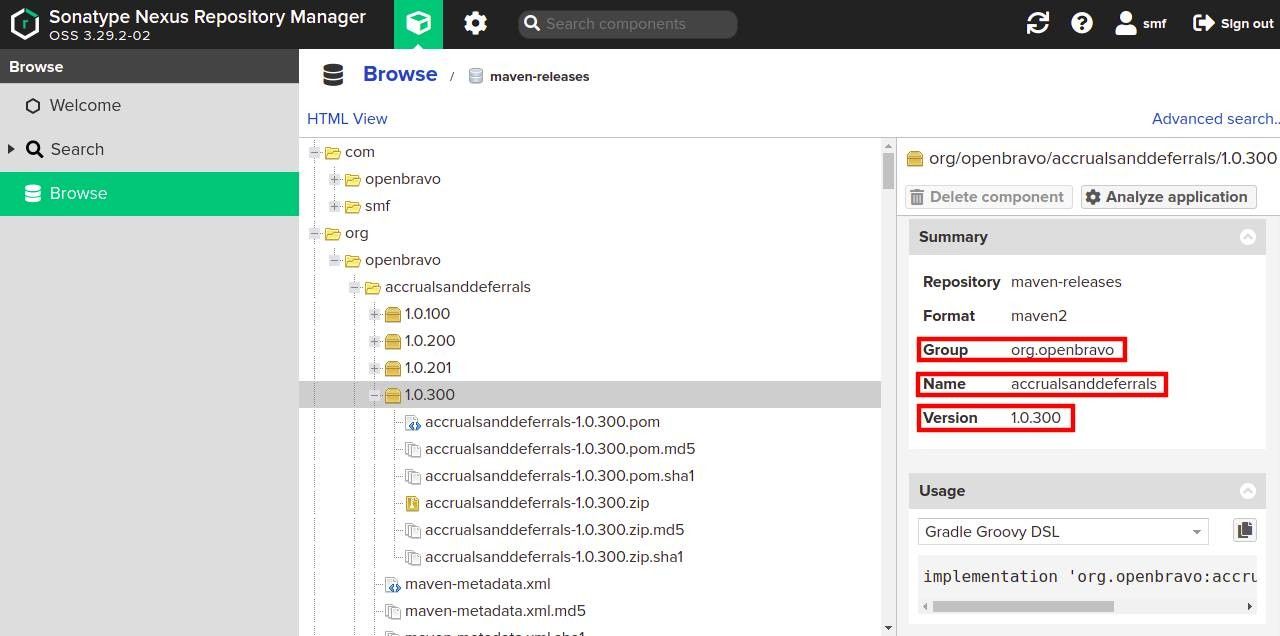 Sonatype Nexus Repository Manager
OSS 3.29.2-02
Search components
smf
Sign out
Browse
Welcome
Search
Browse
Browse / maven-releases
HTML View
Advanced search..
com
openbravo
smf
org
openbravo
accrualsanddeferrals
1.0.100
1.0.200
1.0.201
1.0.300
accrualsanddeferrals-1.0.300.pom
accrualsanddeferrals-1.0.300.pom.md5
accrualsanddeferrals-1.0.300.pom.sha1
accrualsanddeferrals-1.0.300.zip
accrualsanddeferrals-1.0.300.zip.md5
accrualsanddeferrals-1.0.300.zip.sha1
maven-metadata.xml
maven-metadata.xml.md5
maven-metadata.xml.sha1
org/openbravo/accrualsanddeferrals/1.0.300
Delete component
Analyze application
Summary
Repository maven-releases
Format maven2
Group org.openbravo
Name accrualsanddeferrals
Version 1.0.300
Usage
Gradle Groovy DSL
implementation 'org.openbravo:accru